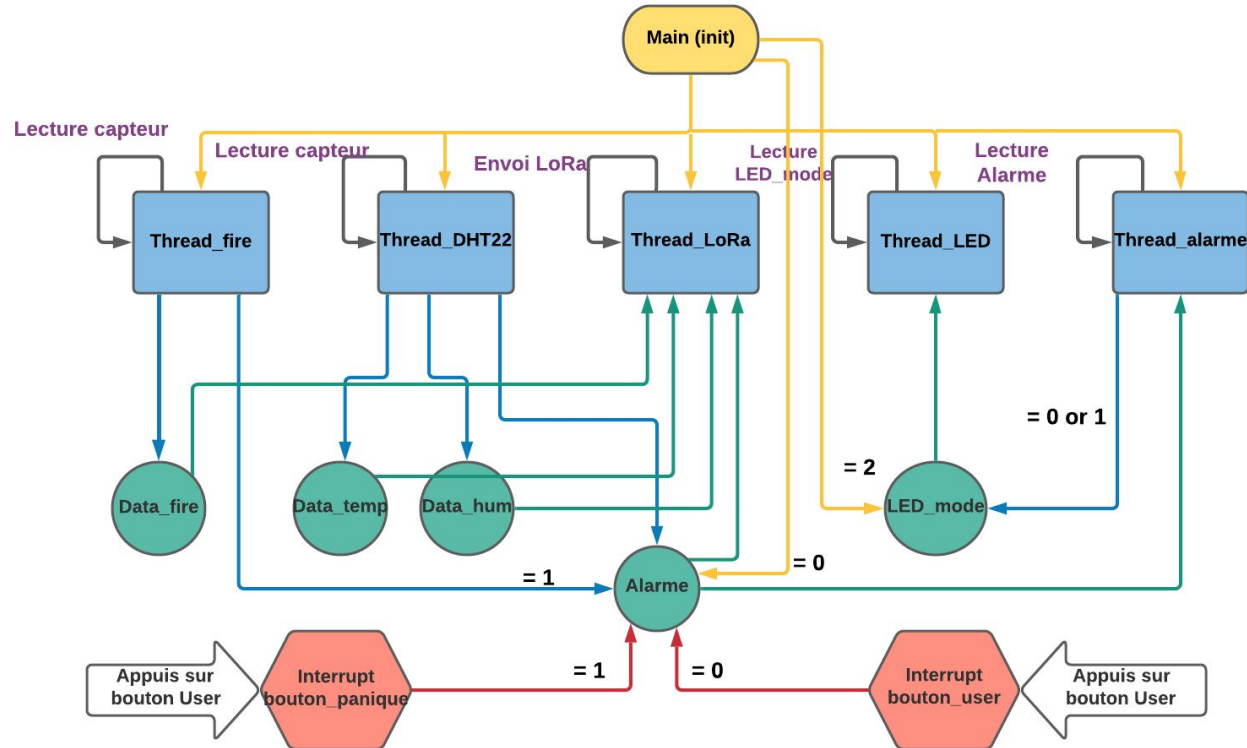 Main (init)
Lecture capteur
Lecture capteur
Envoi LoRa
Lecture
LED_mode
Lecture
Alarme
Thread_fire
Thread_DHT22
Thread_LoRa
Thread_LED
Thread_alarme
= 0 or 1
= 2
Data_fire
Data_temp
Data_hum
LED_mode
= 0
= 1
Alarme
Appuis sur
bouton User
Interrupt
bouton_panique
= 1
= 0
Interrupt
bouton_user
Appuis sur
bouton User